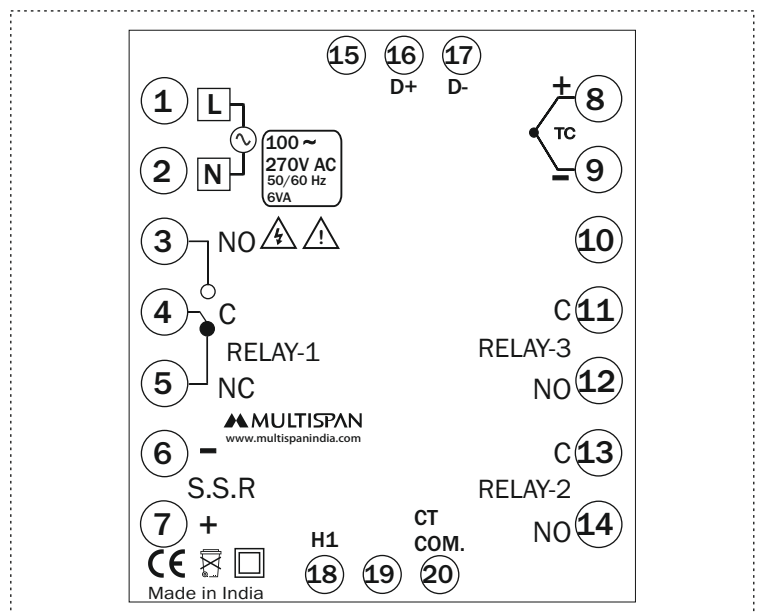 15 16 17
D+ D-
1 L
+ 8
100 ~
270V AC
50/60 Hz
6VA
TC
2 N
- 9
3 NO
10
4 C
C 11
RELAY-1
RELAY-3
5 NC
NO 12
MULTISPAN
www.multispanindia.com
6 -
C 13
S.S.R
RELAY-2
7 +
NO 14
H1
CT
COM.
18 19 20
CE
Made in India